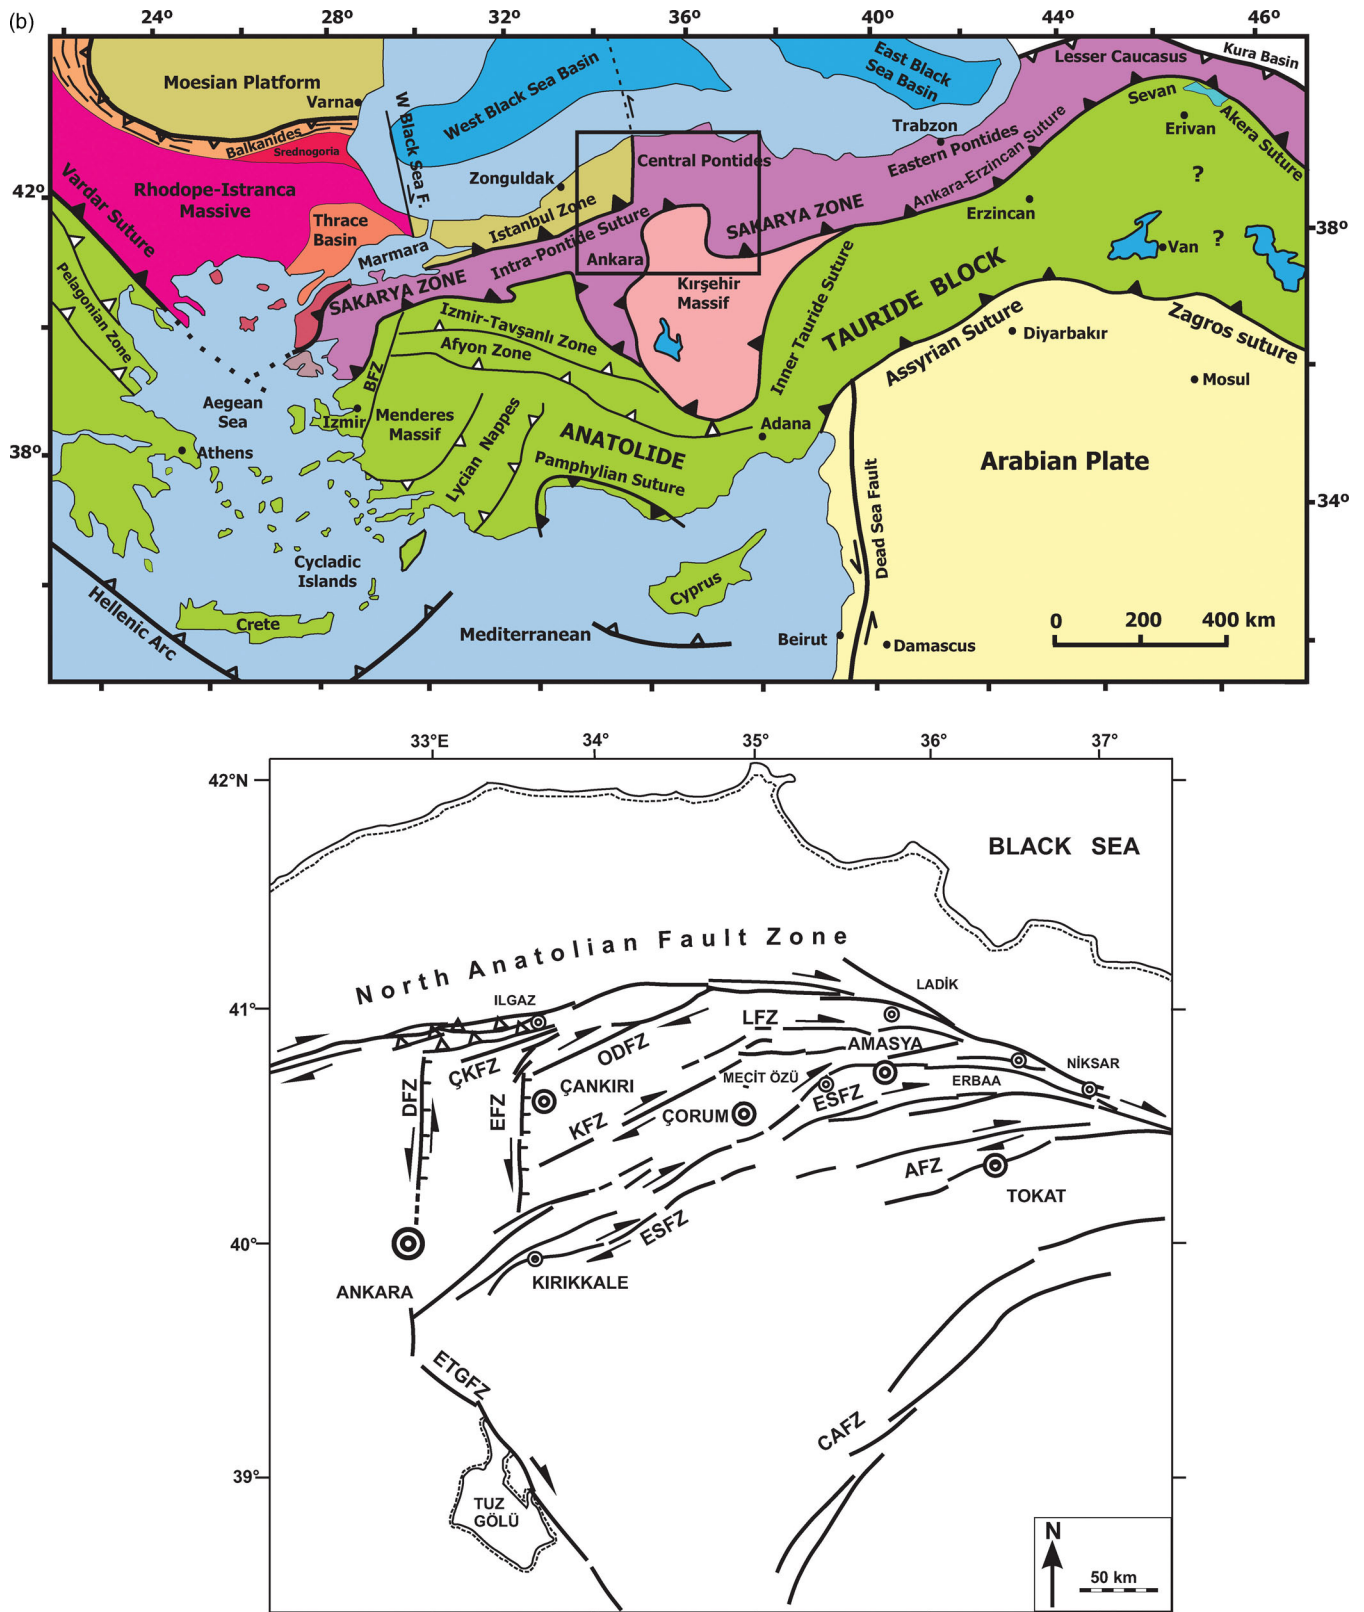 (b)
24º 28º 32º 36º 40º 44º 46º
Kura Basin
Lesser Caucasus
Moesian Platform
Varna
West Black Sea Basin
East Black
Sea Basin
Sevan
Akera Suture
Erivan
W Black Sea F.
Balkanides
Srednogoria
Trabzon
Eastern Pontides
Central Pontides
Zonguldak
Ankara-Erzincan Suture
?
42º
Rhodope-Istranca
Massive
Vardar Suture
Istanbul Zone
SAKARYA ZONE
Erzincan
Thrace
Basin
Marmara
Intra-Pontide Suture
38º
Van
?
Ankara
Pelagonian Zone
SAKARYA ZONE
Kırşehir
Massif
TAURIDE BLOCK
Inner Tauride Suture
Izmir-Tavşanlı Zone
Afyon Zone
Assyrian Suture
Zagros suture
Diyarbakır
BFZ
Mosul
Aegean
Sea
Izmir
Menderes
Massif
Lycian Nappes
ANATOLIDE
Adana
38º
Athens
Pamphylian Suture
Arabian Plate
34º
Dead Sea Fault
Cycladic
Islands
Cyprus
Hellenic Arc
Crete
Mediterranean
Beirut
Damascus
0 200 400 km
33°E 34° 35° 36° 37°
42°N
BLACK SEA
North Anatolian Fault Zone
ILGAZ
LADİK
41°
LFZ
ODFZ
AMASYA
ÇKFZ
MEÇİT ÖZÜ
NİKSAR
DFZ
EFZ
ÇANKIRI
ERBAA
ESFZ
KFZ
ÇORUM
AFZ
TOKAT
ESFZ
40°
ANKARA
KIRIKKALE
ETGFZ
CAFZ
39°
TUZ
GÖLÜ
N
50 km